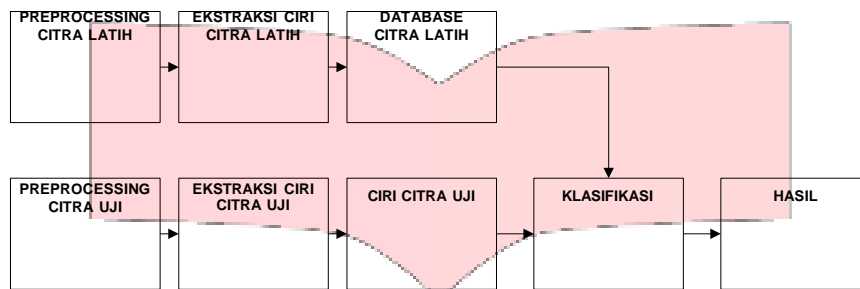 PREPROCESSING
CITRA LATIH
EKSTRAKSI CIRI
CITRA LATIH
DATABASE
CITRA LATIH
PREPROCESSING
CITRA UJI
EKSTRAKSI CIRI
CITRA UJI
CIRI CITRA UJI
KLASIFIKASI
HASIL